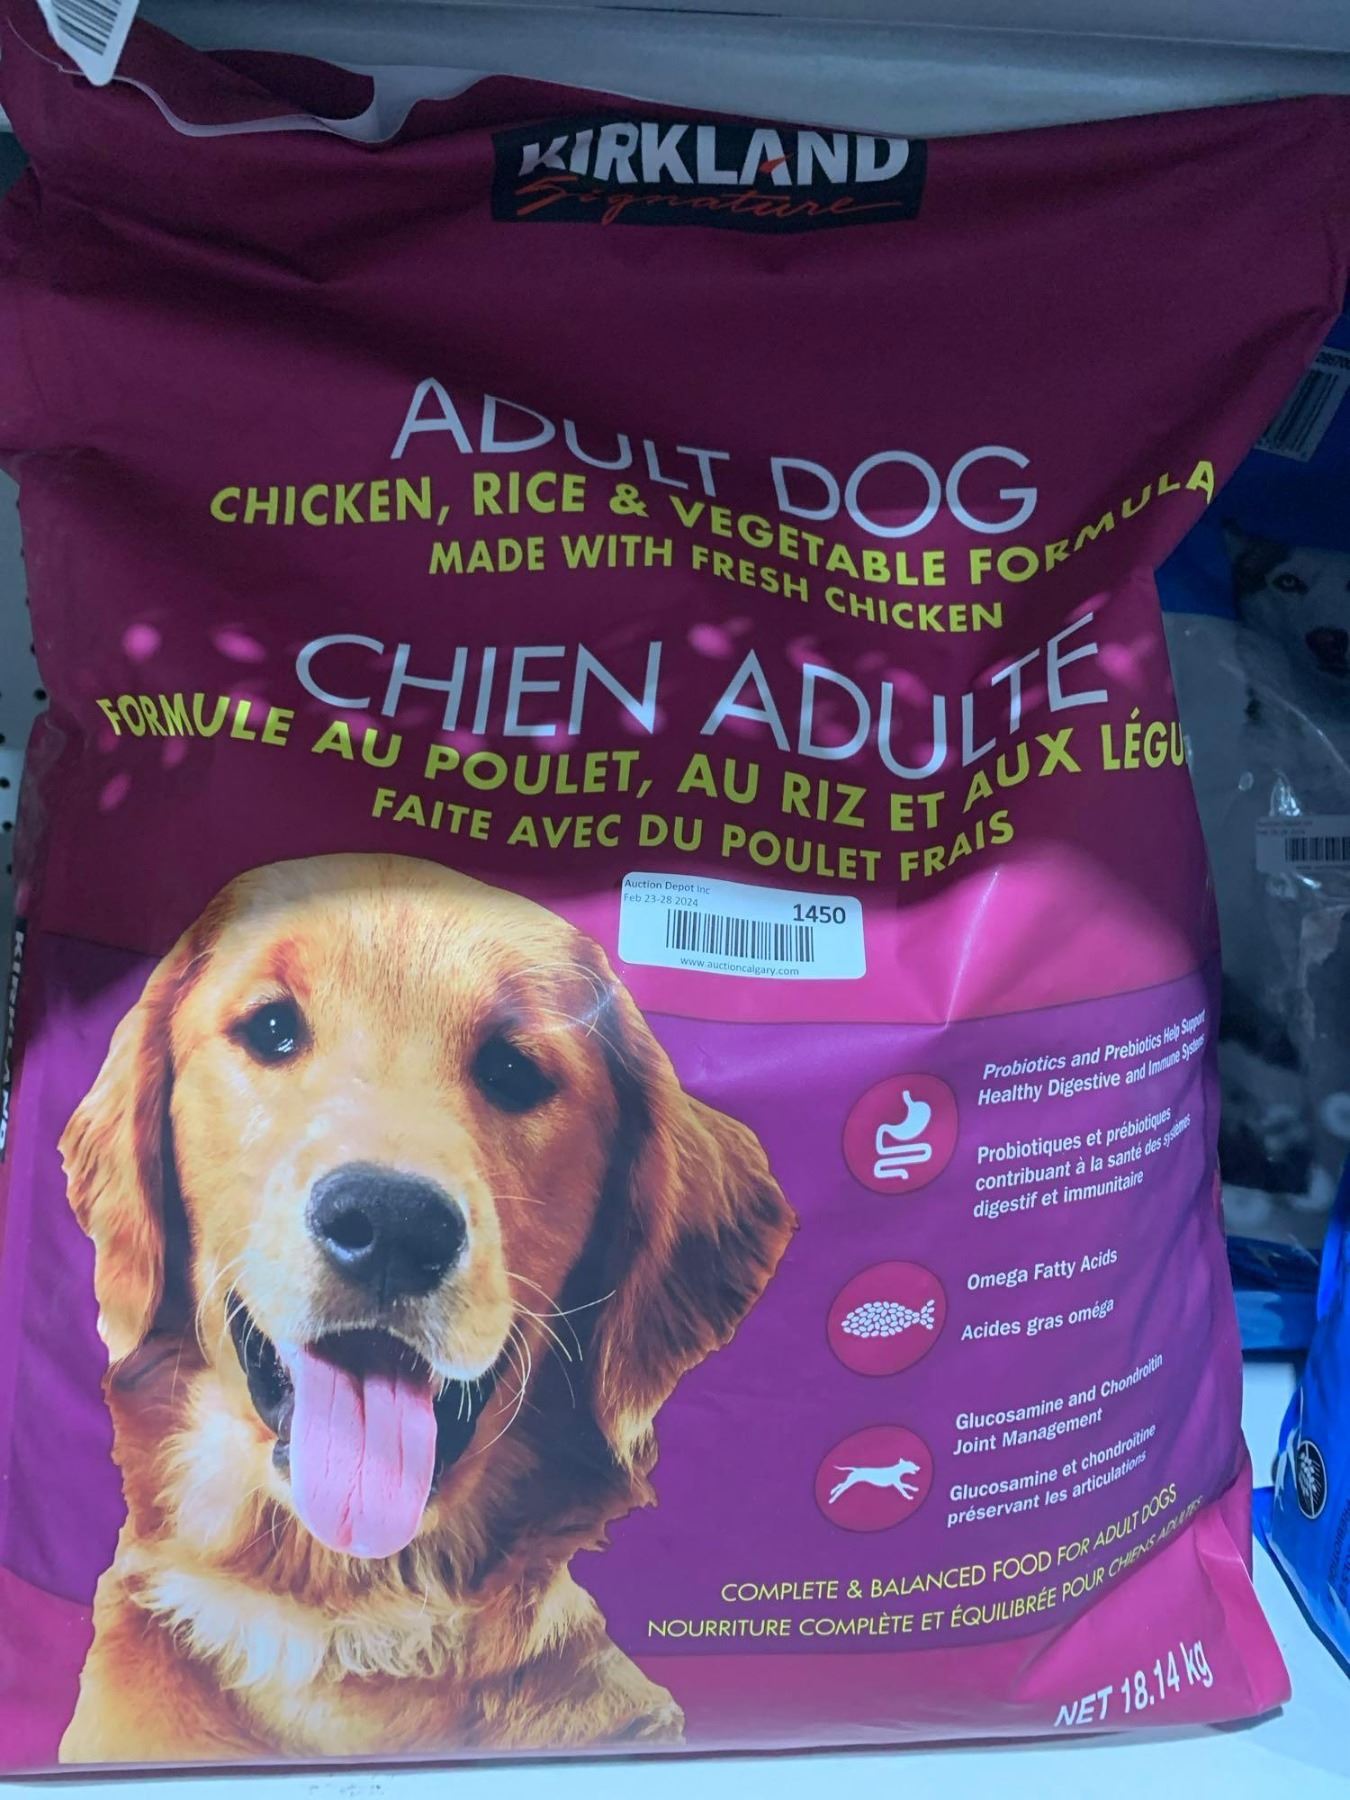 KIRKLAND
Signature
ADULT DOG
CHICKEN, RICE & VEGETABLE FORMULA
MADE WITH FRESH CHICKEN
CHIEN ADULTE
FORMULE AU POULET, AU RIZ ET AUX LÉGU
FAITE AVEC DU POULET FRAIS
Auction Depot Inc
Feb 23-28 2024
1450
www.auctioncalgary.com
Probiotics and Prebiotics Help Support
Healthy Digestive and Immune Systems
Probiotiques et prébiotiques
contribuant à la santé des systèmes
digestif et immunitaire
Omega Fatty Acids
Acides gras oméga
Glucosamine and Chondroitin
Joint Management
Glucosamine et chondroïtine
préservant les articulations
COMPLETE & BALANCED FOOD FOR ADULT DOGS
NOURRITURE COMPLÈTE ET ÉQUILIBRÉE POUR CHIENS ADULTES
NET 18.14 kg
KIRKLAND